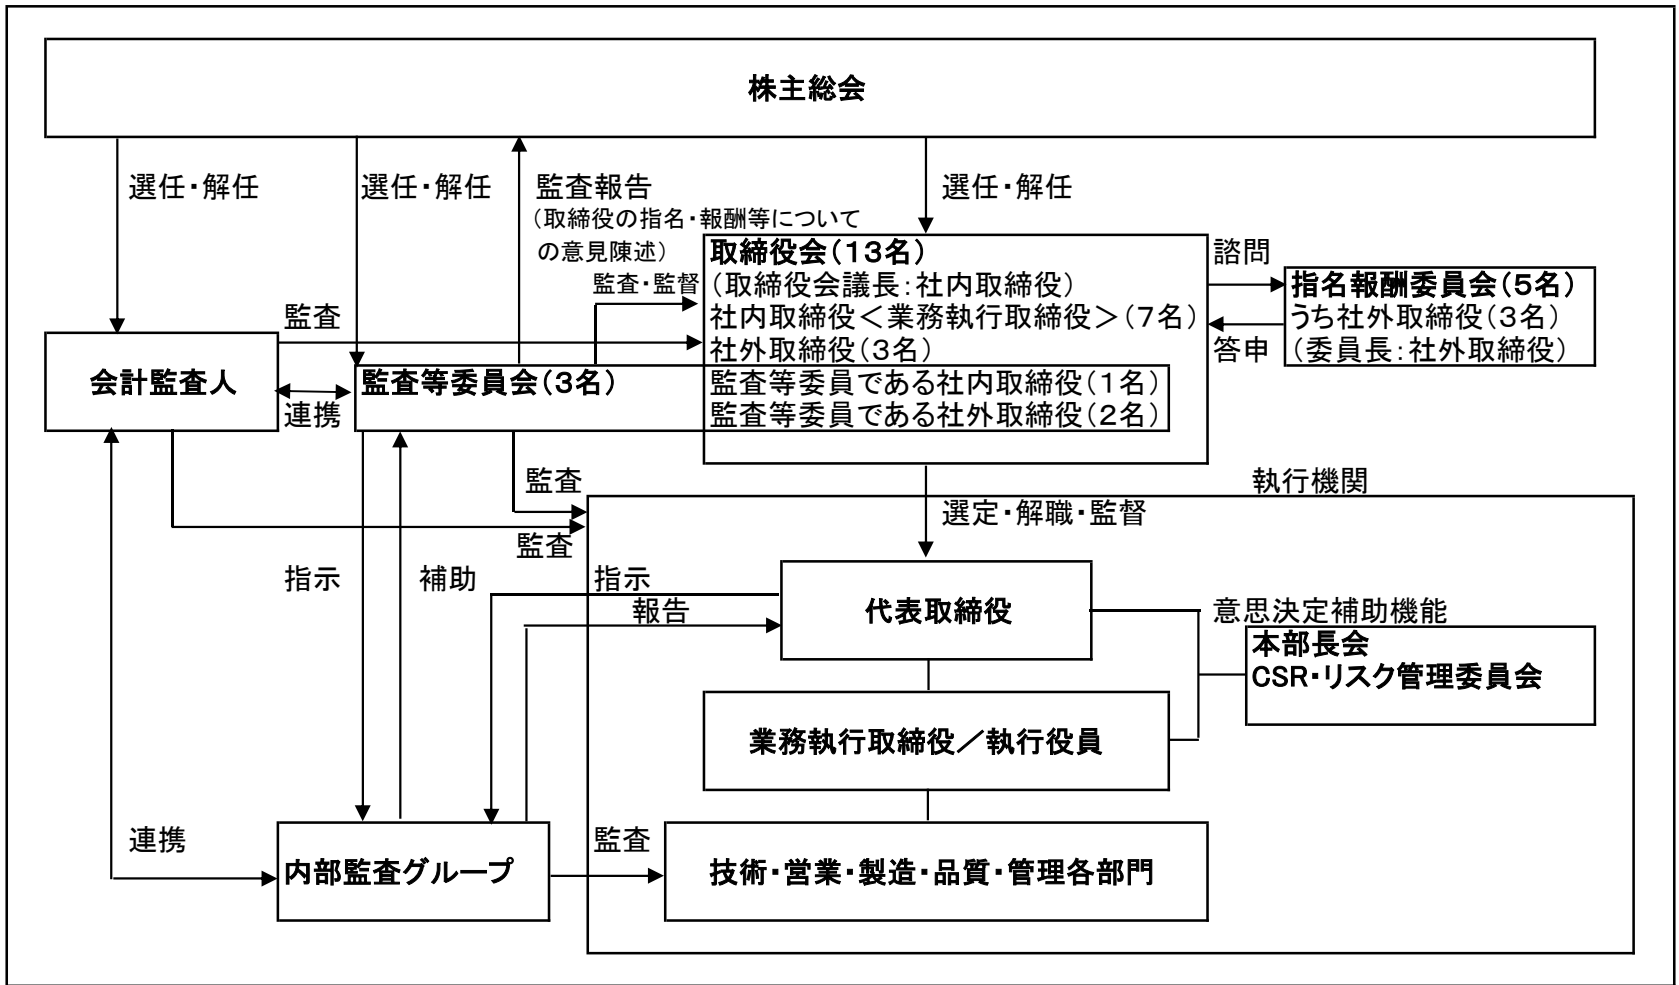 株主総会
選任・解任
選任・解任
監査報告
（取締役の指名・報酬等について
の意見陳述）
選任・解任
監査・監督
監査
取締役会（１３名）
（取締役会議長：社内取締役）
社内取締役＜業務執行取締役＞（７名）
社外取締役（３名）
監査等委員である社内取締役（１名）
監査等委員である社外取締役（２名）
諮問
答申
指名報酬委員会（５名）
うち社外取締役（３名）
（委員長：社外取締役）
会計監査人
連携
監査等委員会（３名）
監査
監査
執行機関
選定・解職・監督
指示
補助
指示
報告
代表取締役
意思決定補助機能
本部長会
CSR・リスク管理委員会
業務執行取締役／執行役員
連携
内部監査グループ
監査
技術・営業・製造・品質・管理各部門